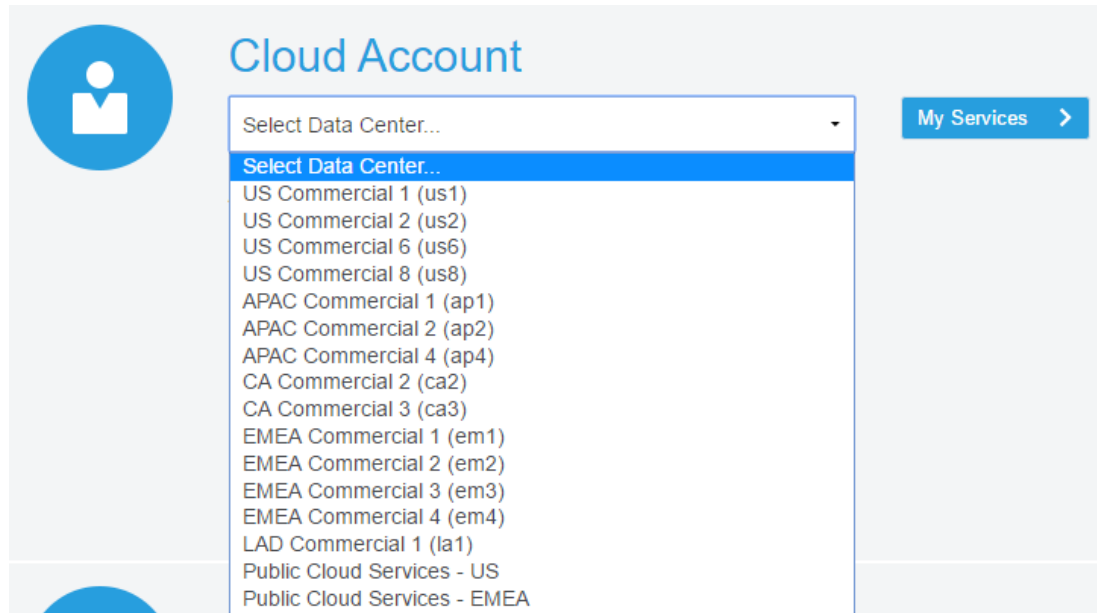 Cloud Account
Select Data Center...
My Services
Select Data Center...
US Commercial 1 (us1)
US Commercial 2 (us2)
US Commercial 6 (us6)
US Commercial 8 (us8)
APAC Commercial 1 (ap1)
APAC Commercial 2 (ap2)
APAC Commercial 4 (ap4)
CA Commercial 2 (ca2)
CA Commercial 3 (ca3)
EMEA Commercial 1 (em1)
EMEA Commercial 2 (em2)
EMEA Commercial 3 (em3)
EMEA Commercial 4 (em4)
LAD Commercial 1 (la1)
Public Cloud Services - US
Public Cloud Services - EMEA